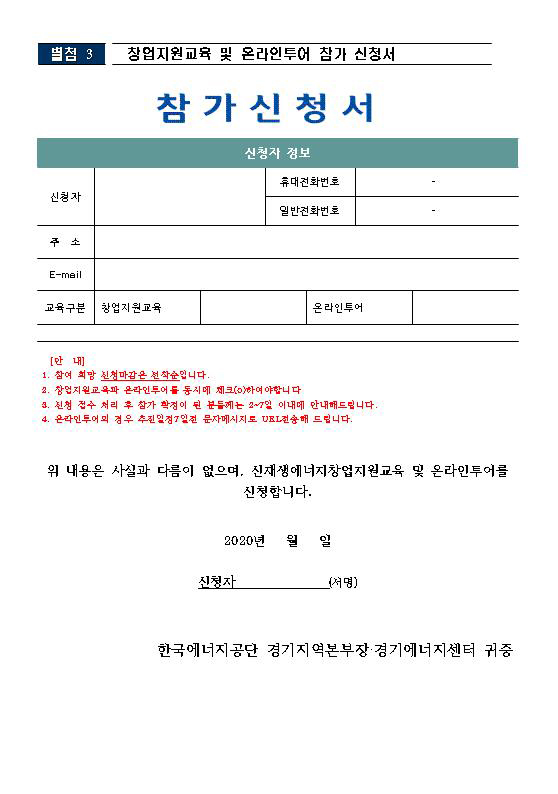 별첨 3 창업지원교육 및 온라인투어 참가 신청서
참 가 신 청 서
신청자 정보
신청자 휴대전화번호 -
일반전화번호 -
주 소
E-mail
교육구분 창업지원교육 온라인투어
[안 내]
1. 참여 희망 신청마감은 선착순입니다.
2. 창업지원교육과 온라인투어를 동시에 체크(o)하여야합니다
3. 신청 접수 처리 후 참가 확정이 된 분들께는 2~7일 이내에 안내해드립니다.
4. 온라인투어의 경우 추진일정7일전 문자메시지로 URL전송해 드립니다.
위 내용은 사실과 다름이 없으며, 신재생에너지창업지원교육 및 온라인투어를
신청합니다.
2020년 월 일
신청자 (서명)
한국에너지공단 경기지역본부장·경기에너지센터 귀중